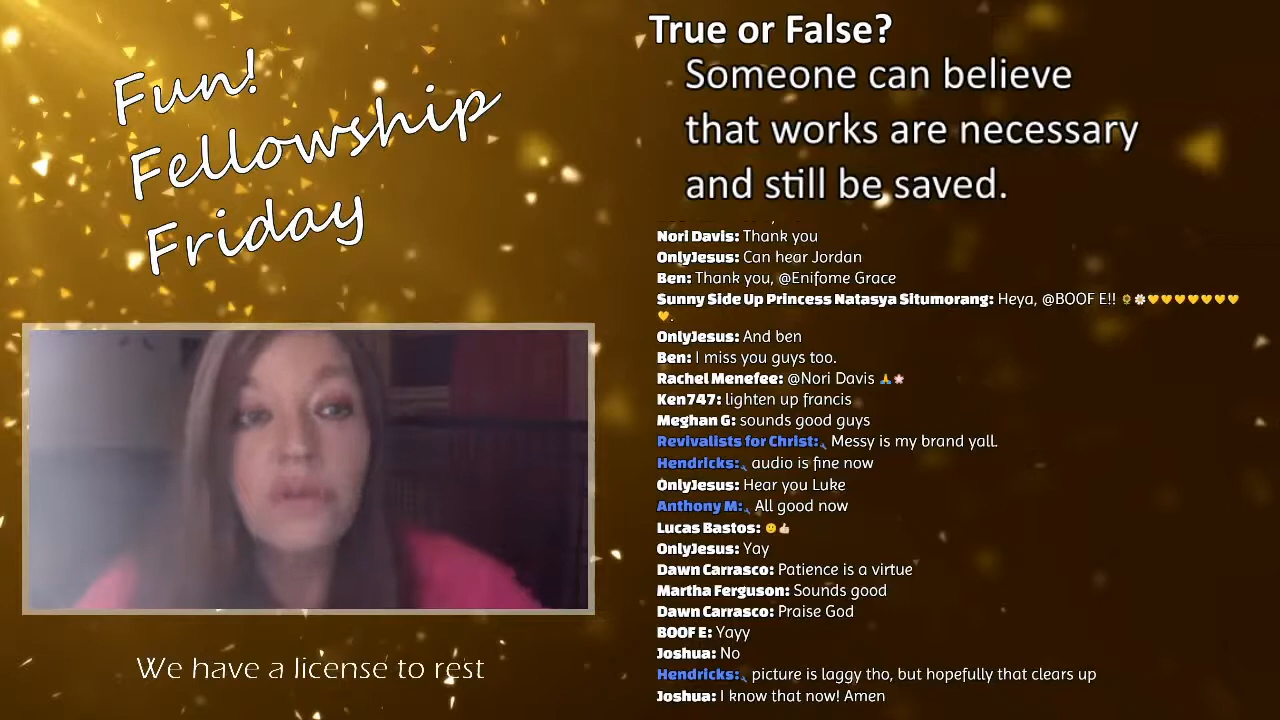 Fun!
Fellowship
Friday
We have a license to rest
True or False?
Someone can believe
that works are necessary
and still be saved.
Nori Davis: Thank you
OnlyJesus: Can hear Jordan
Ben: Thank you, @Enifome Grace
Sunny Side Up Princess Natasya Situmorang: Heya, @BOOF E!! 🌻🌼💛💛💛💛💛💛💛
💛.
OnlyJesus: And ben
Ben: I miss you guys too.
Rachel Menefee: @Nori Davis 🙏🌸
Ken747: lighten up francis
Meghan G: sounds good guys
Revivalists for Christ: Messy is my brand yall.
Hendricks: audio is fine now
OnlyJesus: Hear you Luke
Anthony M: All good now
Lucas Bastos: 🙂👍🏻
OnlyJesus: Yay
Dawn Carrasco: Patience is a virtue
Martha Ferguson: Sounds good
Dawn Carrasco: Praise God
BOOF E: Yayy
Joshua: No
Hendricks: picture is laggy tho, but hopefully that clears up
Joshua: I know that now! Amen